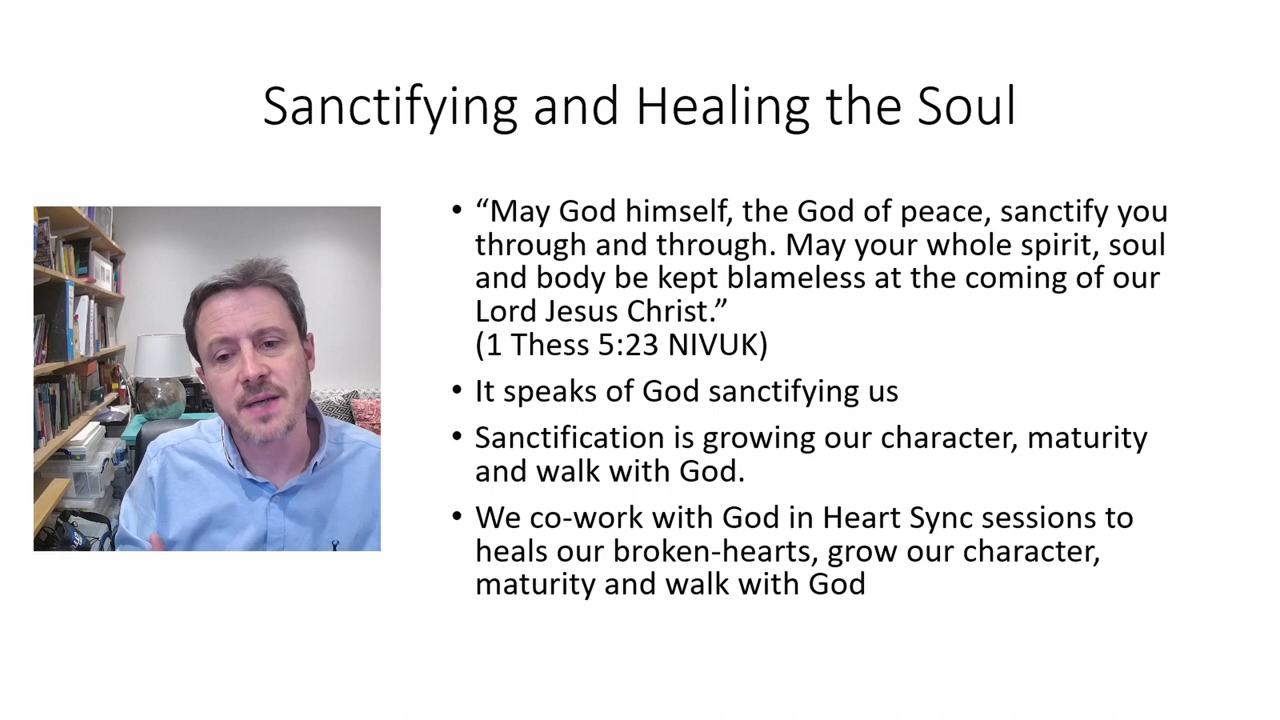 Sanctifying and Healing the Soul
• “May God himself, the God of peace, sanctify you
through and through. May your whole spirit, soul
and body be kept blameless at the coming of our
Lord Jesus Christ.”
(1 Thess 5:23 NIVUK)
• It speaks of God sanctifying us
• Sanctification is growing our character, maturity
and walk with God.
• We co-work with God in Heart Sync sessions to
heals our broken-hearts, grow our character,
maturity and walk with God